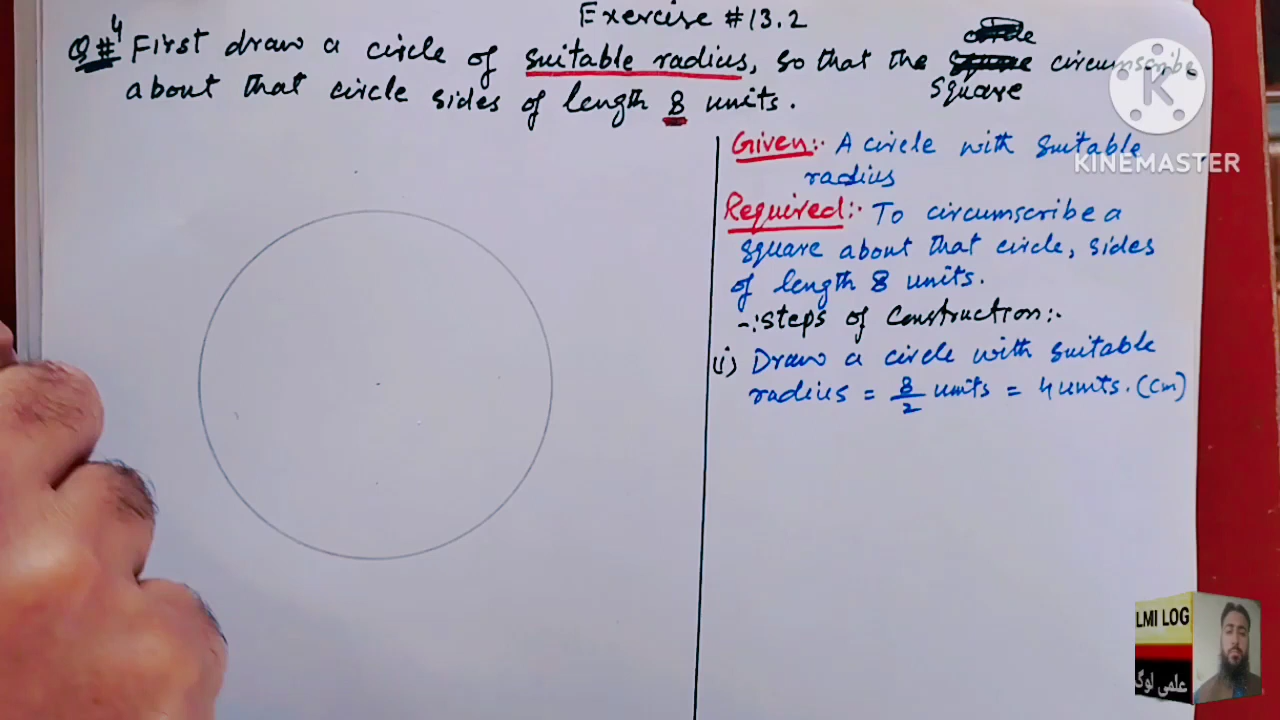 Exercise #13.2
Q#4 First draw a circle of suitable radius, so that the circumscribe
square
about that circle sides of length 8 units.
KINEMASTER
Given:- A circle with suitable
radius
Required:- To circumscribe a
square about that circle, sides
of length 8 units.
-:steps of Construction:-
(i) Draw a circle with suitable
radius = 8/2 units = 4 units. (cm)
LMI LOG
علمی لوگ